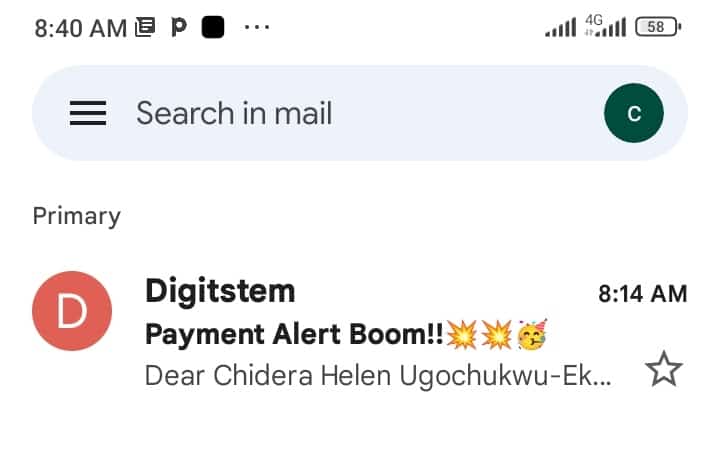 8:40 AM ... 4G 58
Search in mail C
Primary
D Digitstem 8:14 AM
Payment Alert Boom!!💥💥🥳
Dear Chidera Helen Ugochukwu-Ek...